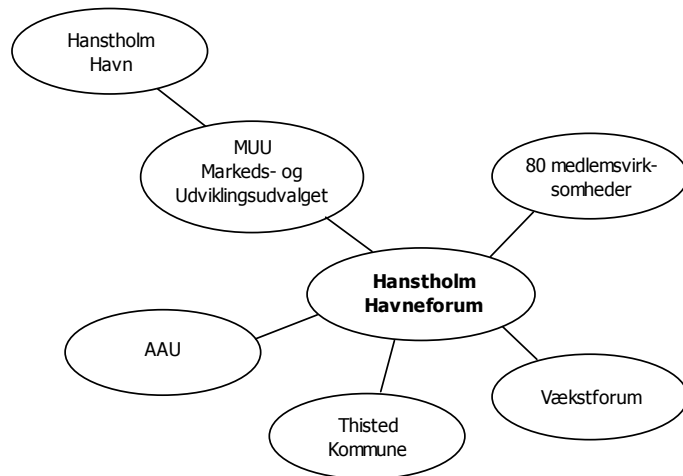 Hanstholm
Havn
MUU
Markeds- og
Udviklingsudvalget
80 medlemsvirk-
somheder
Hanstholm
Havneforum
AAU
Vækstforum
Thisted
Kommune